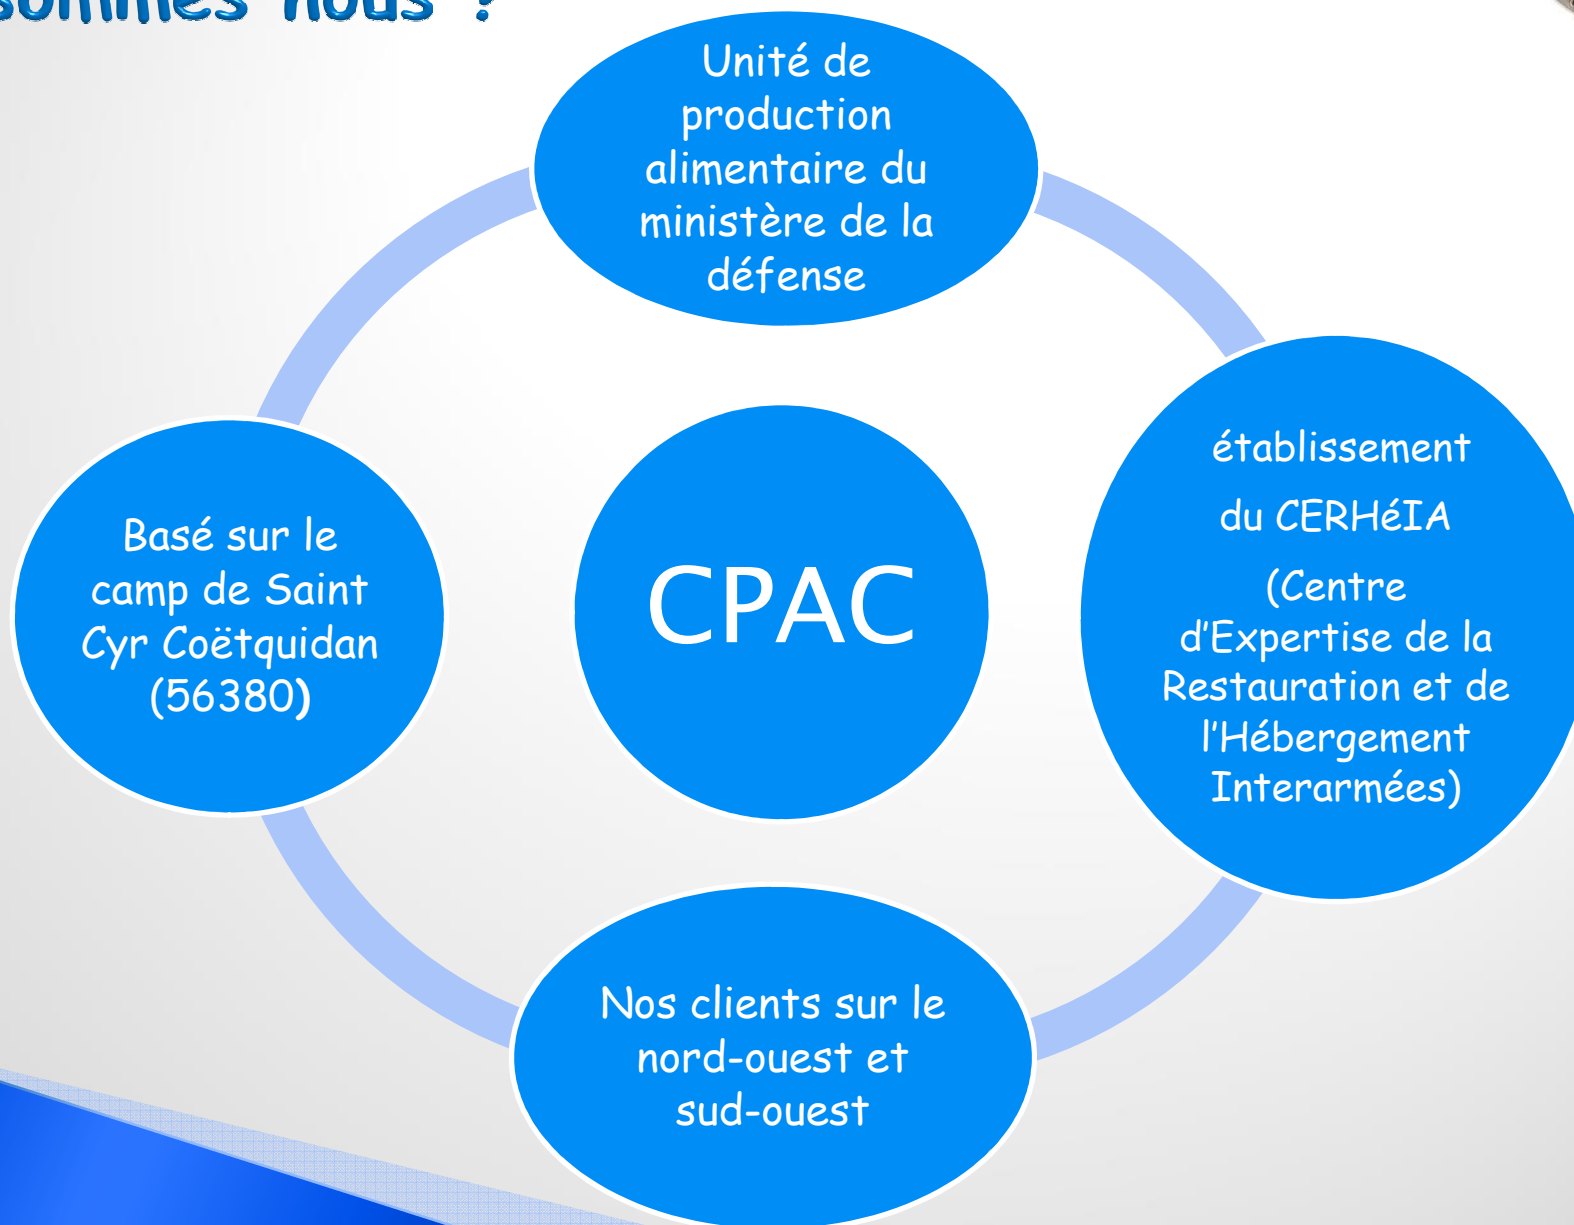 sommes nous ?
Unité de
production
alimentaire du
ministère de la
défense
établissement
du CERHéIA
(Centre
d'Expertise de la
Restauration et de
l'Hébergement
Interarmées)
Nos clients sur le
nord-ouest et
sud-ouest
Basé sur le
camp de Saint
Cyr Coëtquidan
(56380)
CPAC